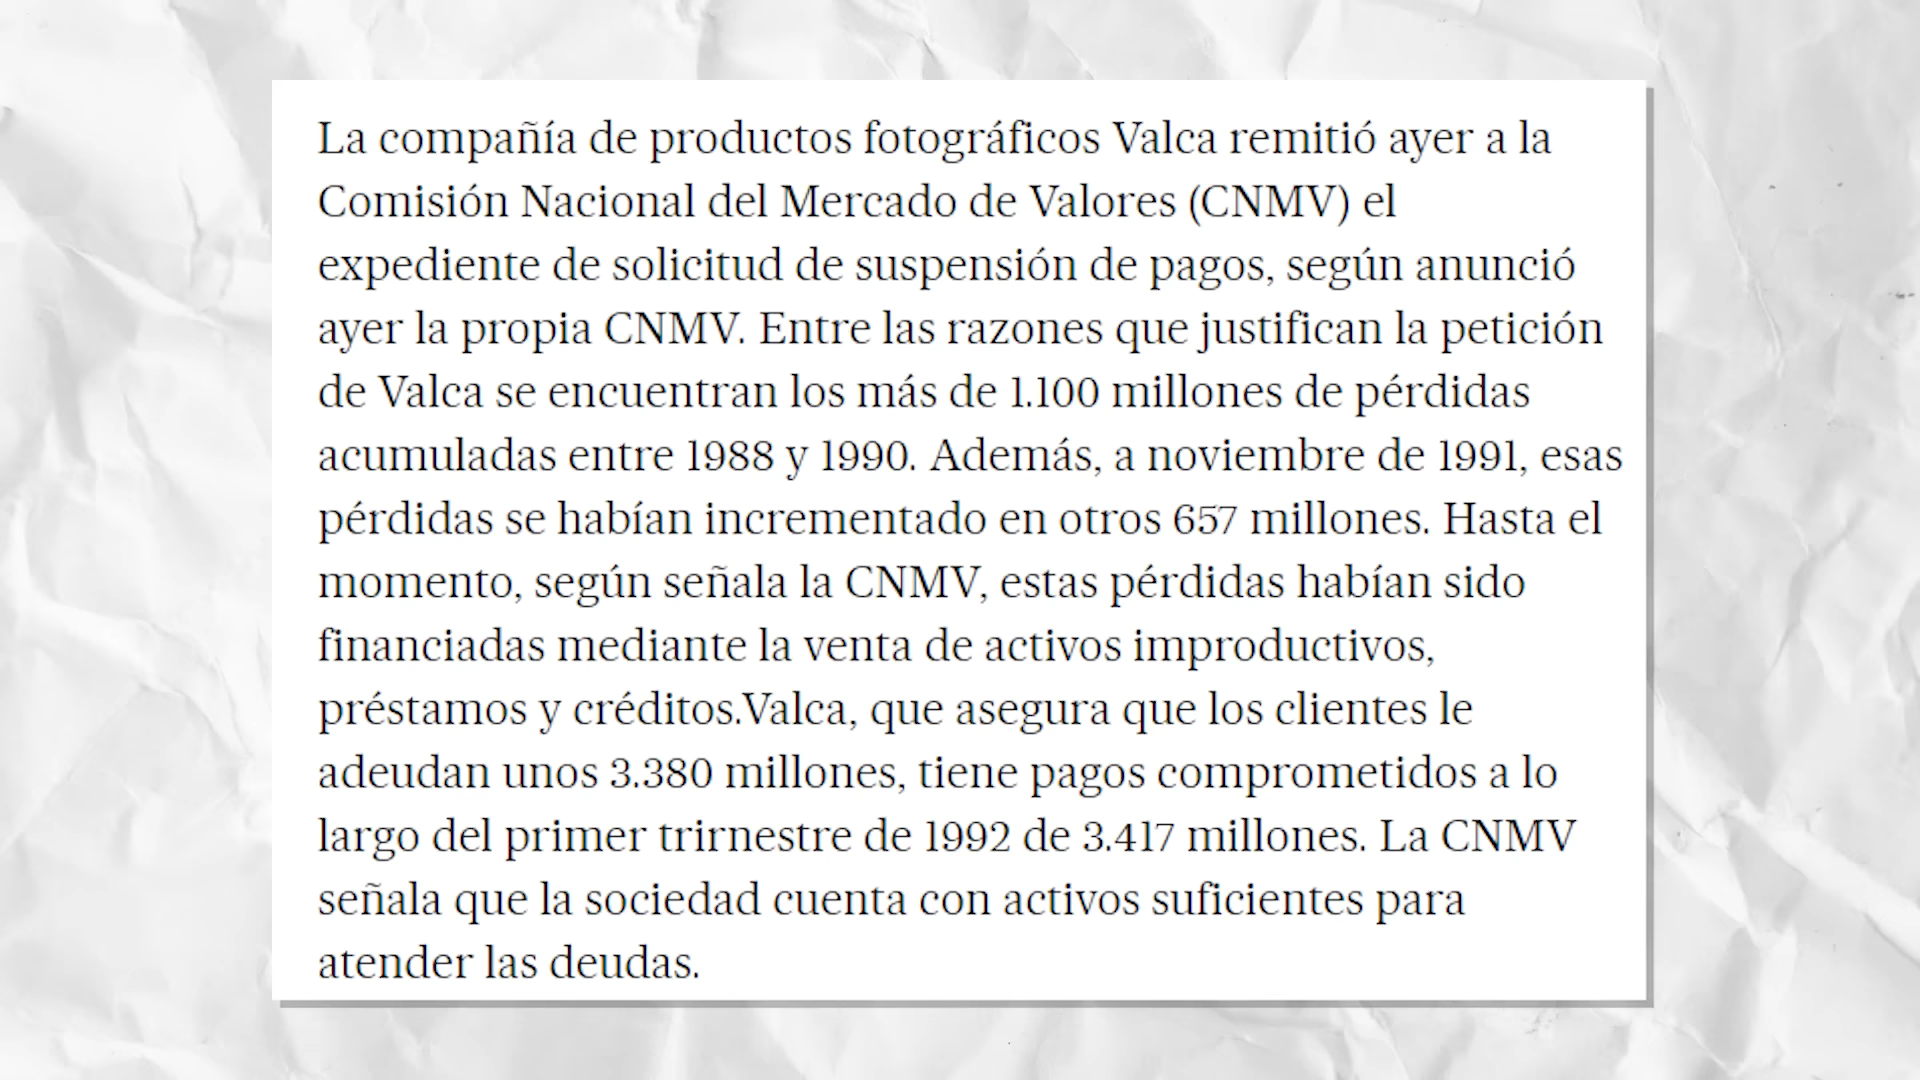 La compañía de productos fotográficos Valca remitió ayer a la
Comisión Nacional del Mercado de Valores (CNMV) el
expediente de solicitud de suspensión de pagos, según anunció
ayer la propia CNMV. Entre las razones que justifican la petición
de Valca se encuentran los más de 1.100 millones de pérdidas
acumuladas entre 1988 y 1990. Además, a noviembre de 1991, esas
pérdidas se habían incrementado en otros 657 millones. Hasta el
momento, según señala la CNMV, estas pérdidas habían sido
financiadas mediante la venta de activos improductivos,
préstamos y créditos.Valca, que asegura que los clientes le
adeudan unos 3.380 millones, tiene pagos comprometidos a lo
largo del primer trirnestre de 1992 de 3.417 millones. La CNMV
señala que la sociedad cuenta con activos suficientes para
atender las deudas.